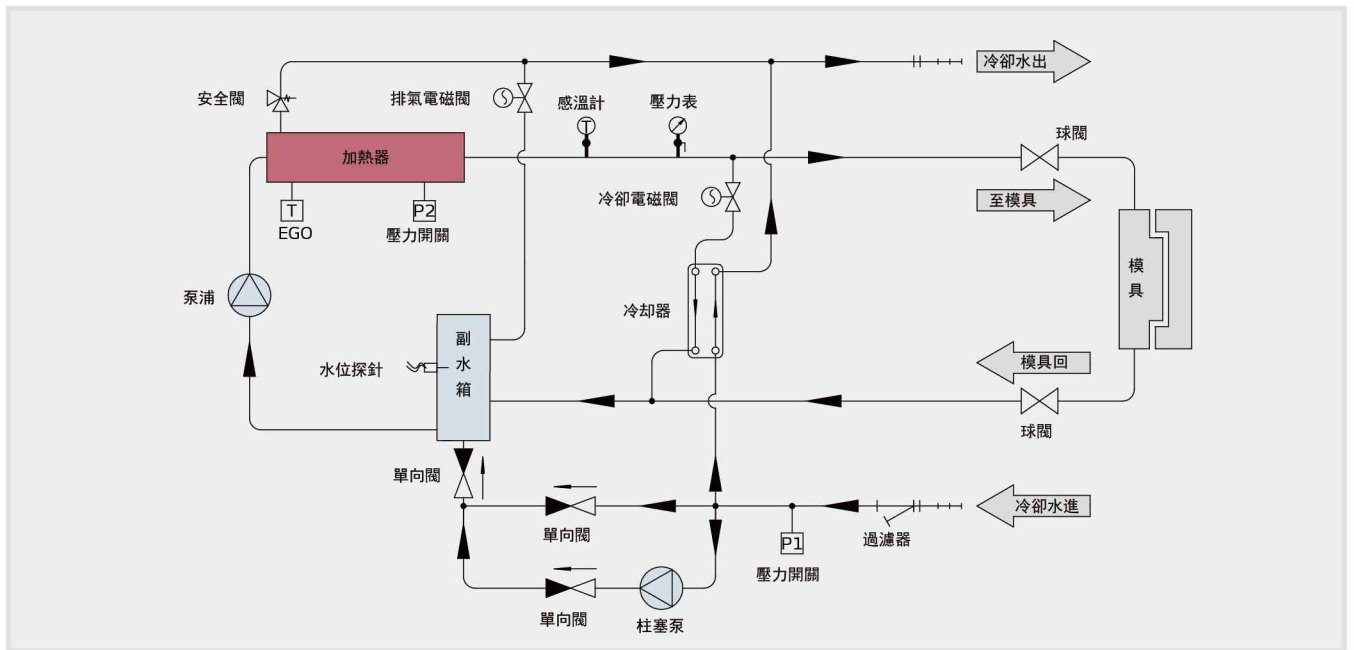 冷卻水出
安全閥
排氣電磁閥
感溫計
T
壓力表
球閥
加熱器
冷卻電磁閥
至模具
T
P2
EGO
壓力開關
模
具
泵浦
冷却器
副
水
箱
水位探針
模具回
球閥
單向閥
冷卻水進
單向閥
P1
過濾器
壓力開關
單向閥
柱塞泵